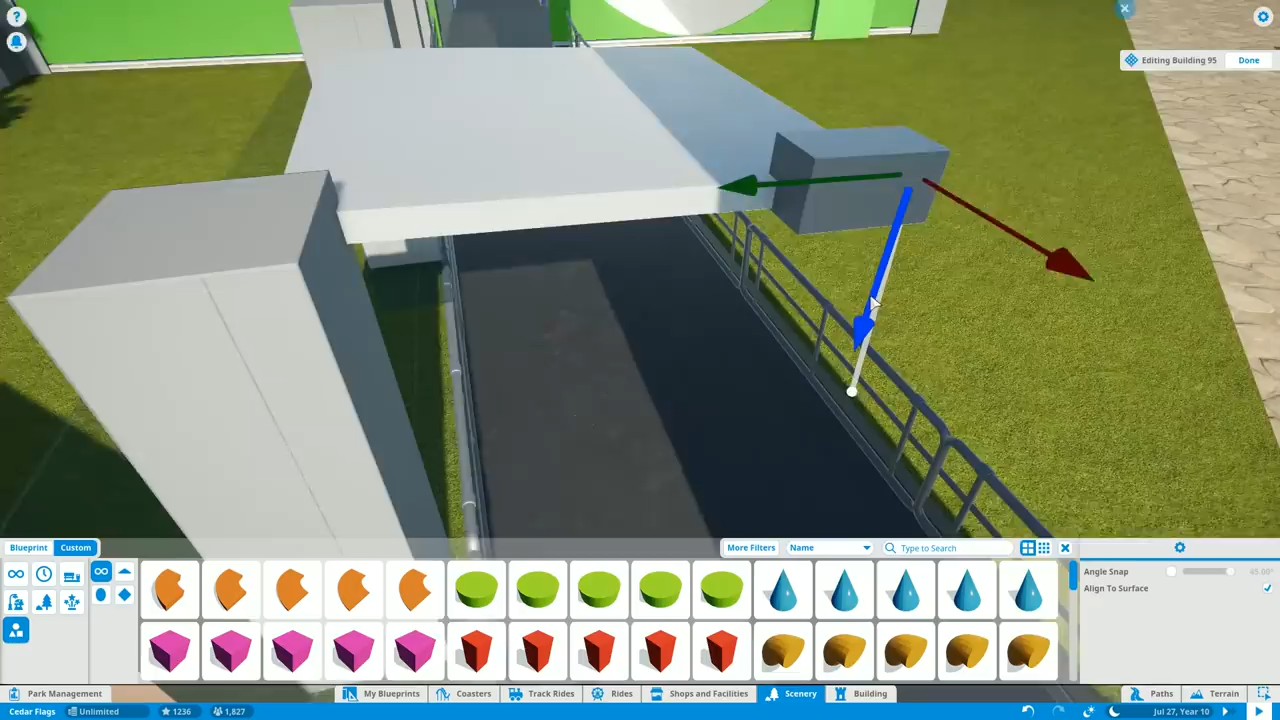 ?
Editing Building 95 Done
Blueprint Custom More Filters Name Type to Search
Angle Snap 45.00°
Align To Surface
Park Management My Blueprints Coasters Track Rides Rides Shops and Facilities Scenery Building Paths Terrain
Cedar Flags Unlimited 1236 1,827 Jul 27, Year 10